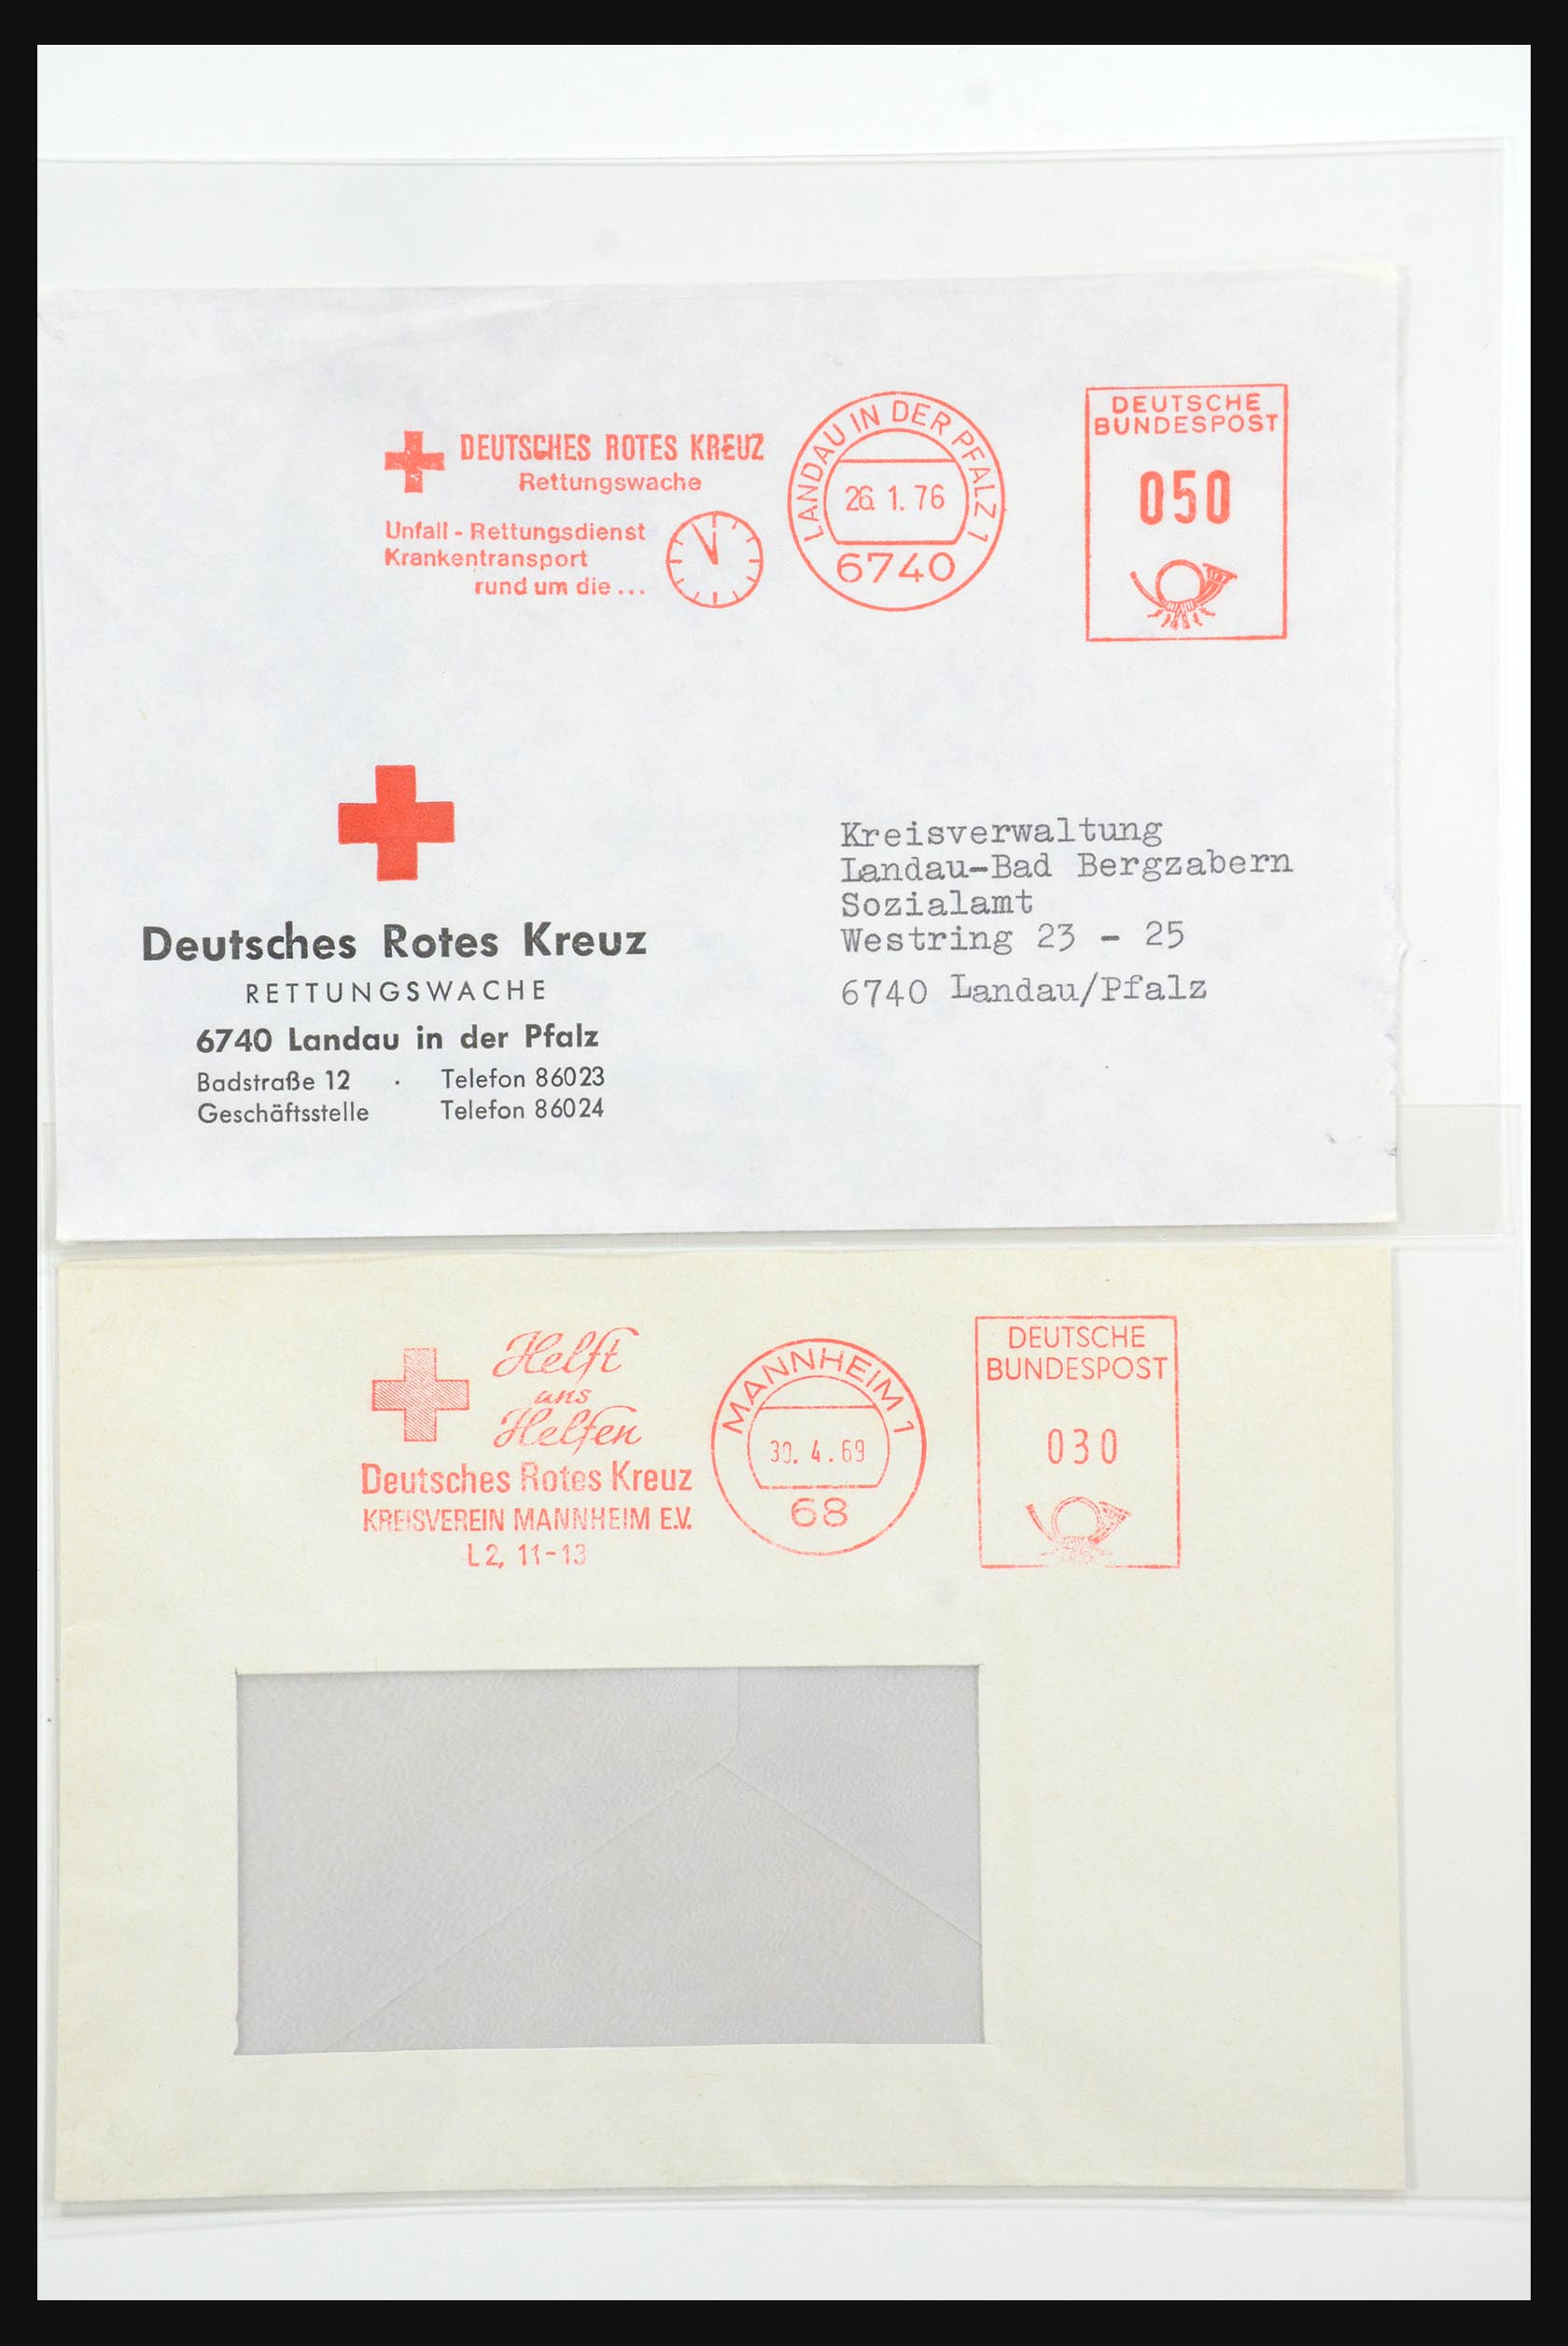 DEUTSCHES ROTES KREUZ
Rettungswache
Unfall - Rettungsdienst
Krankentransport
rund um die ...
LANDAU IN DER PFALZ 1
26. 1. 76
6740
DEUTSCHE
BUNDESPOST
050
Deutsches Rotes Kreuz
RETTUNGSWACHE
6740 Landau in der Pfalz
Badstraße 12 · Telefon 86023
Geschäftsstelle Telefon 86024
Kreisverwaltung
Landau-Bad Bergzabern
Sozialamt
Westring 23 - 25
6740 Landau/Pfalz
Helft
uns
Helfen
Deutsches Rotes Kreuz
KREISVEREIN MANNHEIM E.V.
L 2, 11-13
MANNHEIM 1
30. 4. 69
68
DEUTSCHE
BUNDESPOST
030